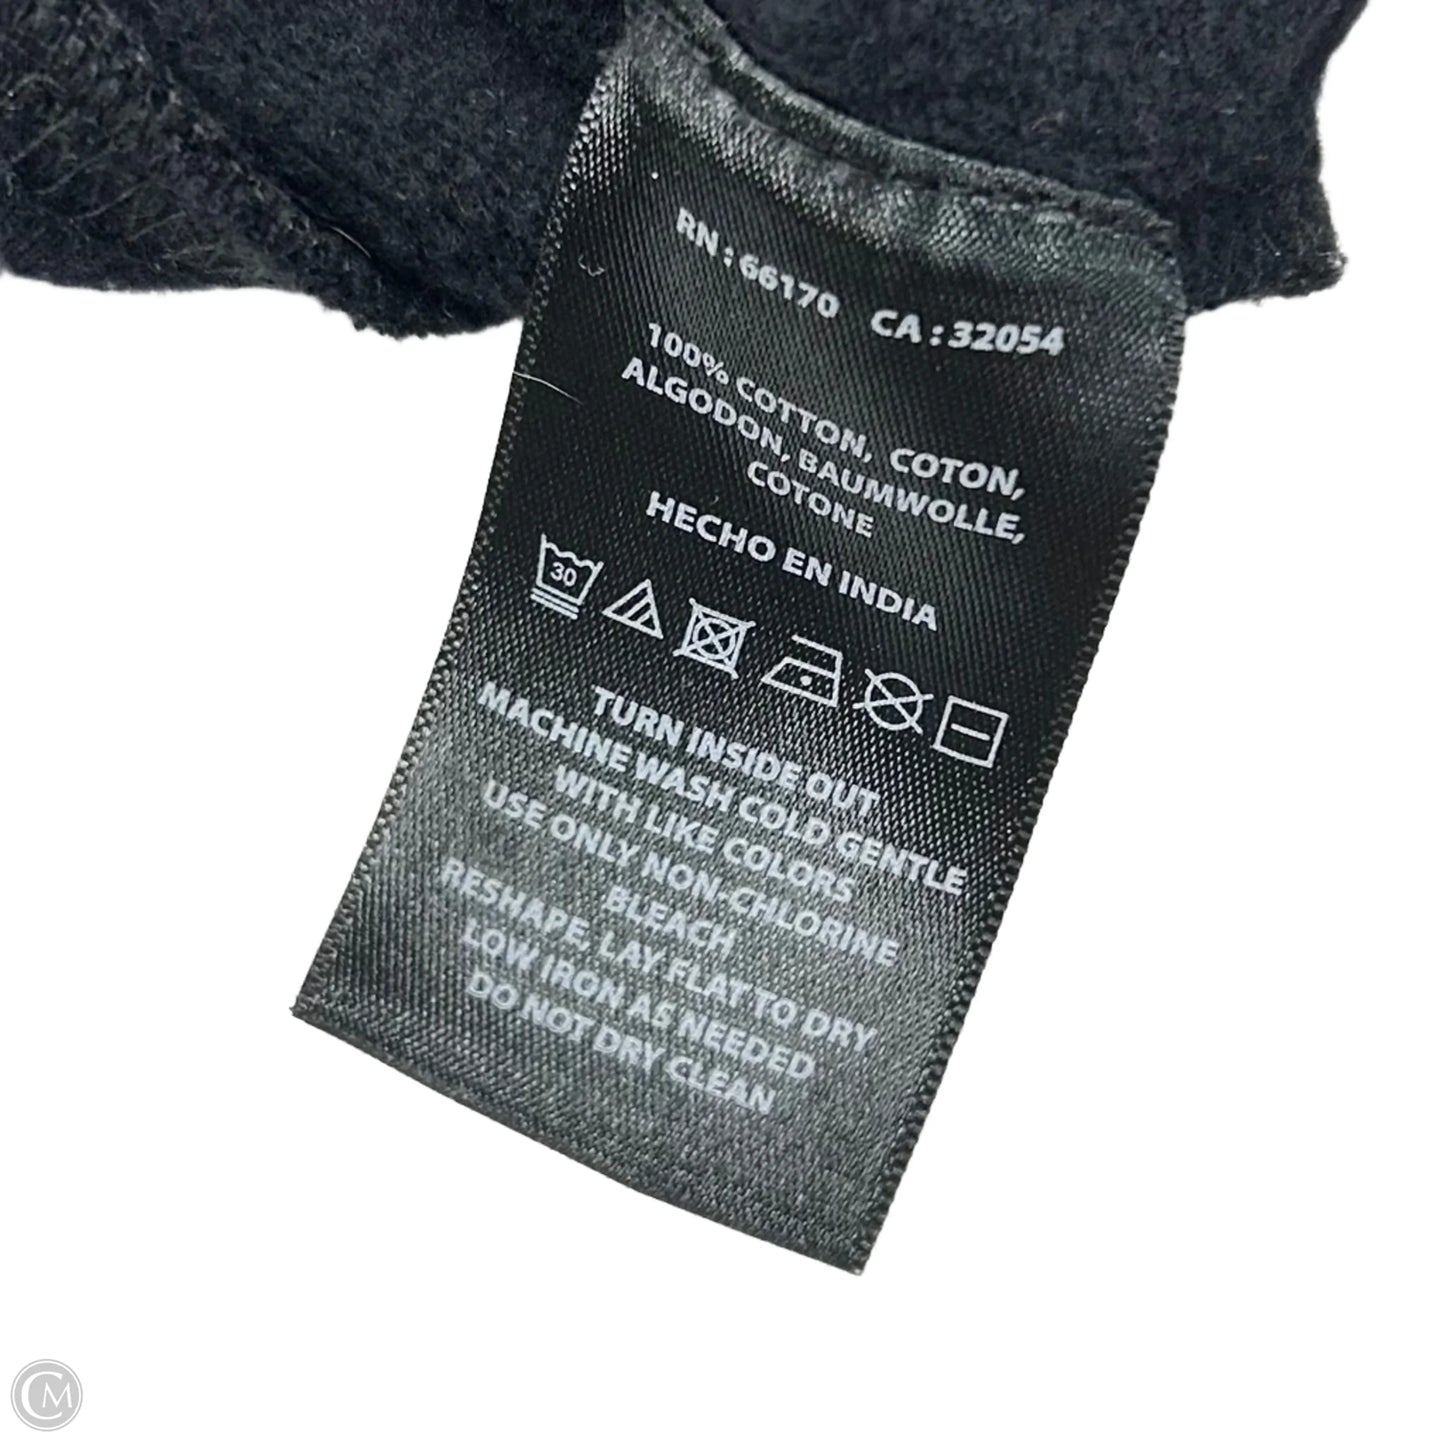 RN : 66170 CA : 32054
100% COTTON, COTON,
ALGODON, BAUMWOLLE,
COTONE
HECHO EN INDIA
30
TURN INSIDE OUT
MACHINE WASH COLD GENTLE
WITH LIKE COLORS
USE ONLY NON-CHLORINE
BLEACH
RESHAPE, LAY FLAT TO DRY
LOW IRON AS NEEDED
DO NOT DRY CLEAN
CM